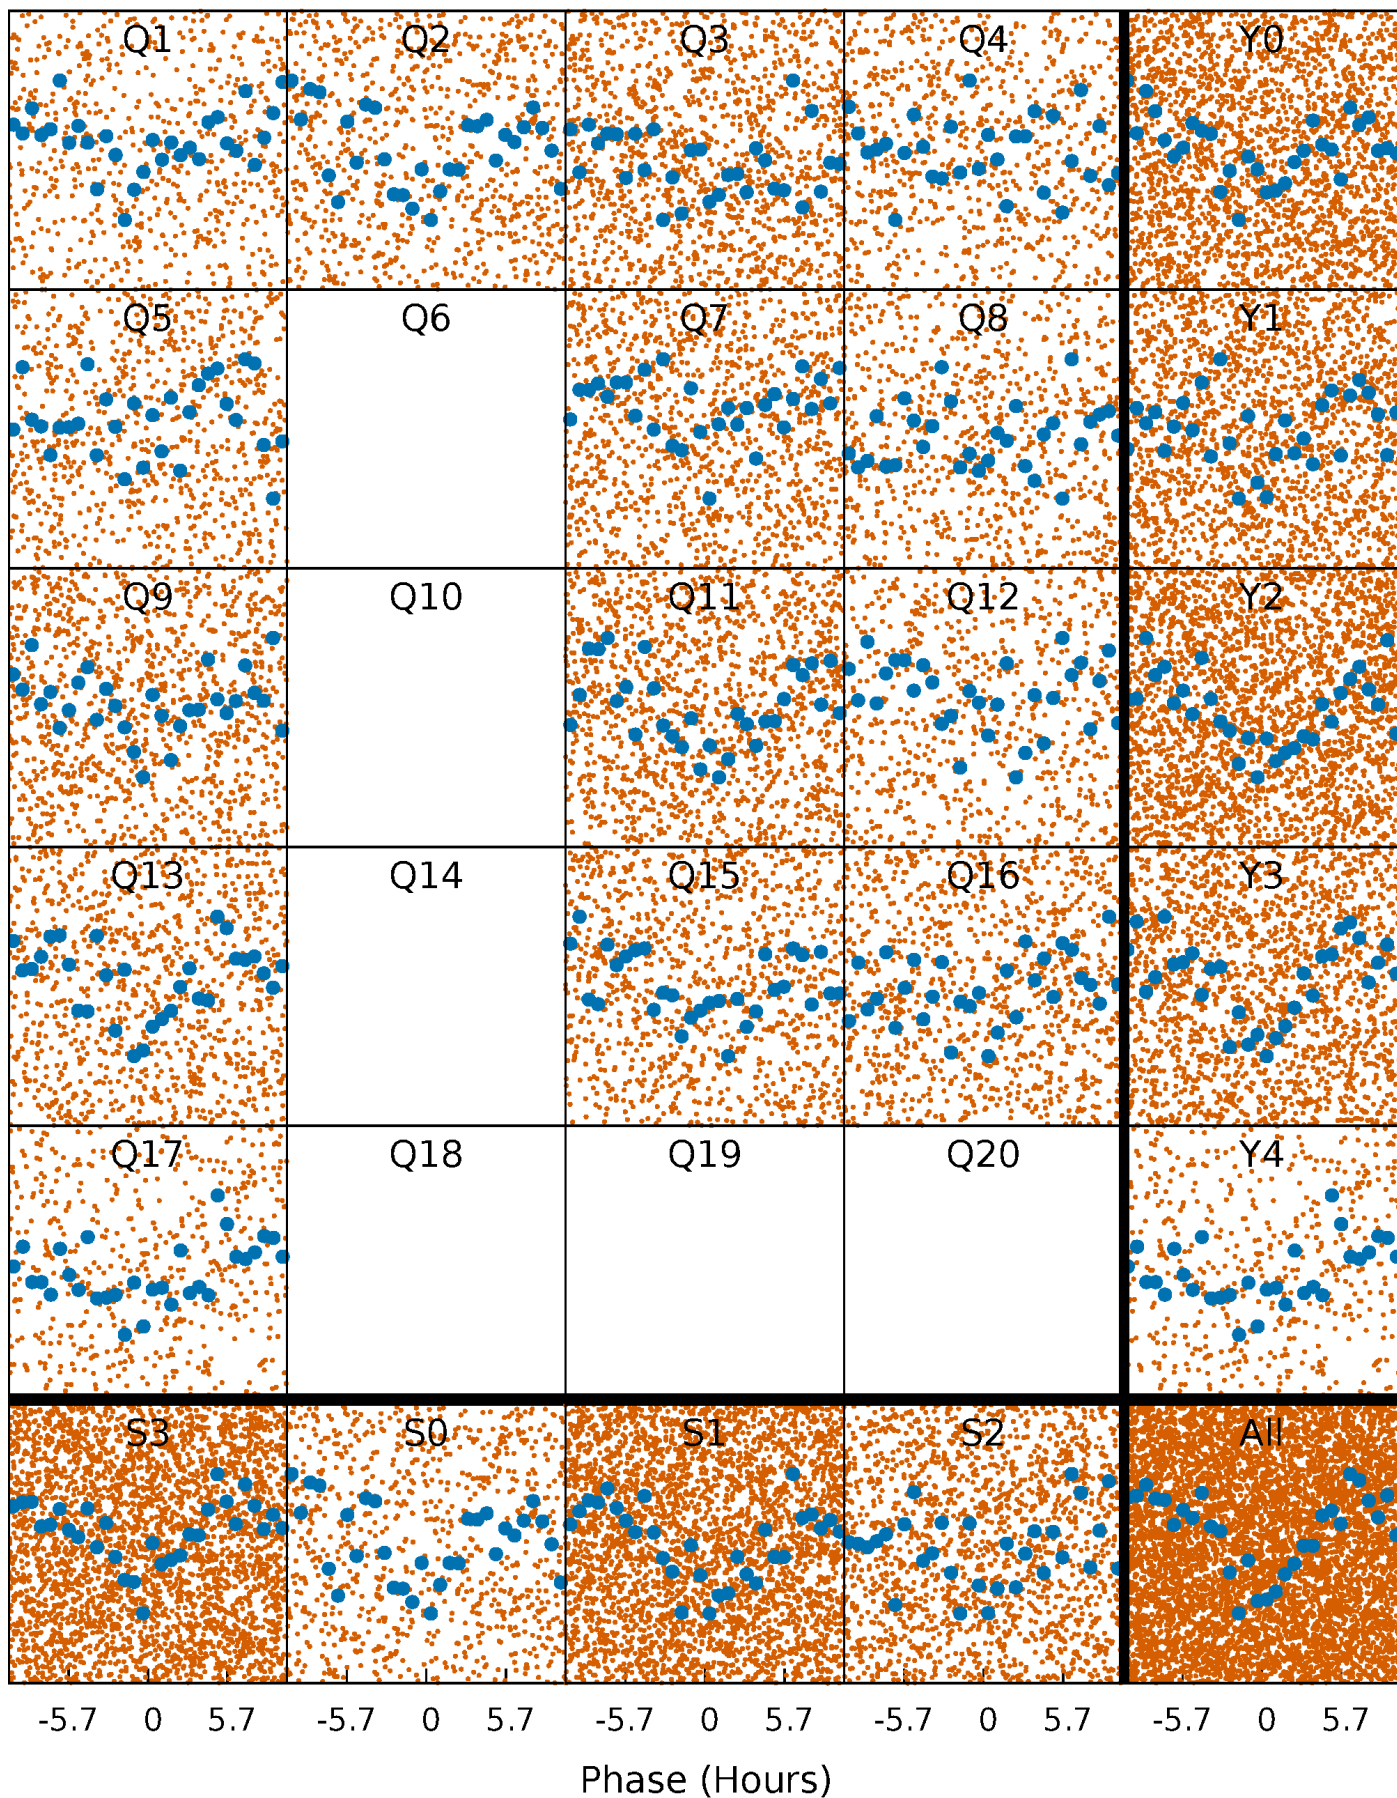 Q1 Q2 Q3 Q4 Y0
Q5 Q6 Q7 Q8 Y1
Q9 Q10 Q11 Q12 Y2
Q13 Q14 Q15 Q16 Y3
Q17 Q18 Q19 Q20 Y4
S3 S0 S1 S2 All
-5.7 0 5.7 -5.7 0 5.7 -5.7 0 5.7 -5.7 0 5.7 -5.7 0 5.7
Phase (Hours)